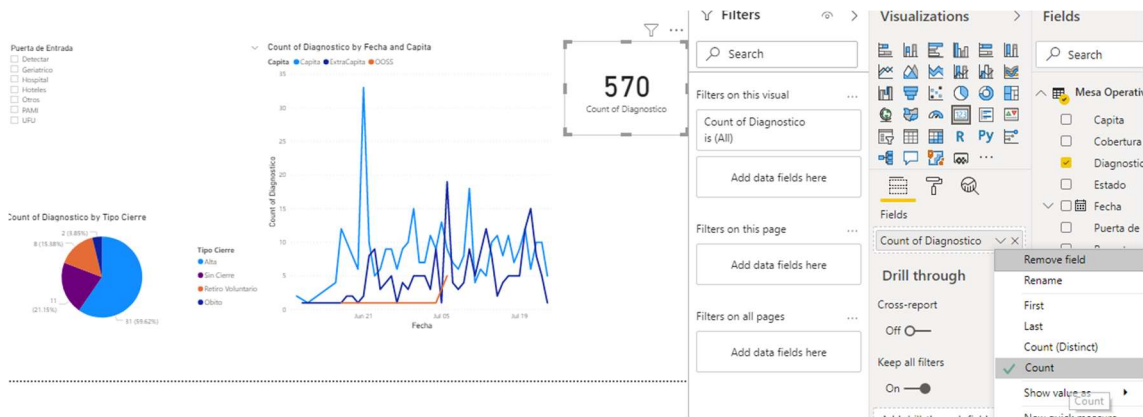 Puerta de Entrada
Detectar
Geriatrico
Hospital
Hoteles
Otros
PAMI
UFU
Count of Diagnostico by Fecha and Capita
Capita Capita ExtraCapita OOSS
35
30
25
20
15
10
5
0
Count of Diagnostico
Jun 21
Jul 05
Jul 19
Fecha
570
Count of Diagnostico
Count of Diagnostico by Tipo Cierre
2 (3.85%)
8 (15.38%)
11
(21.15%)
31 (59.62%)
Tipo Cierre
Alta
Sin Cierre
Retiro Voluntario
Obito
Filters
Search
Filters on this visual
Count of Diagnostico
is (All)
Add data fields here
Filters on this page
Add data fields here
Filters on all pages
Add data fields here
Visualizations
R Py
123
Fields
Count of Diagnostico
Drill through
Cross-report
Off
Keep all filters
On
Remove field
Rename
First
Last
Count (Distinct)
Count
Show value as
Count
New quick measure
Fields
Search
Mesa Operativ
Capita
Cobertura
Diagnostic
Estado
Fecha
Puerta de